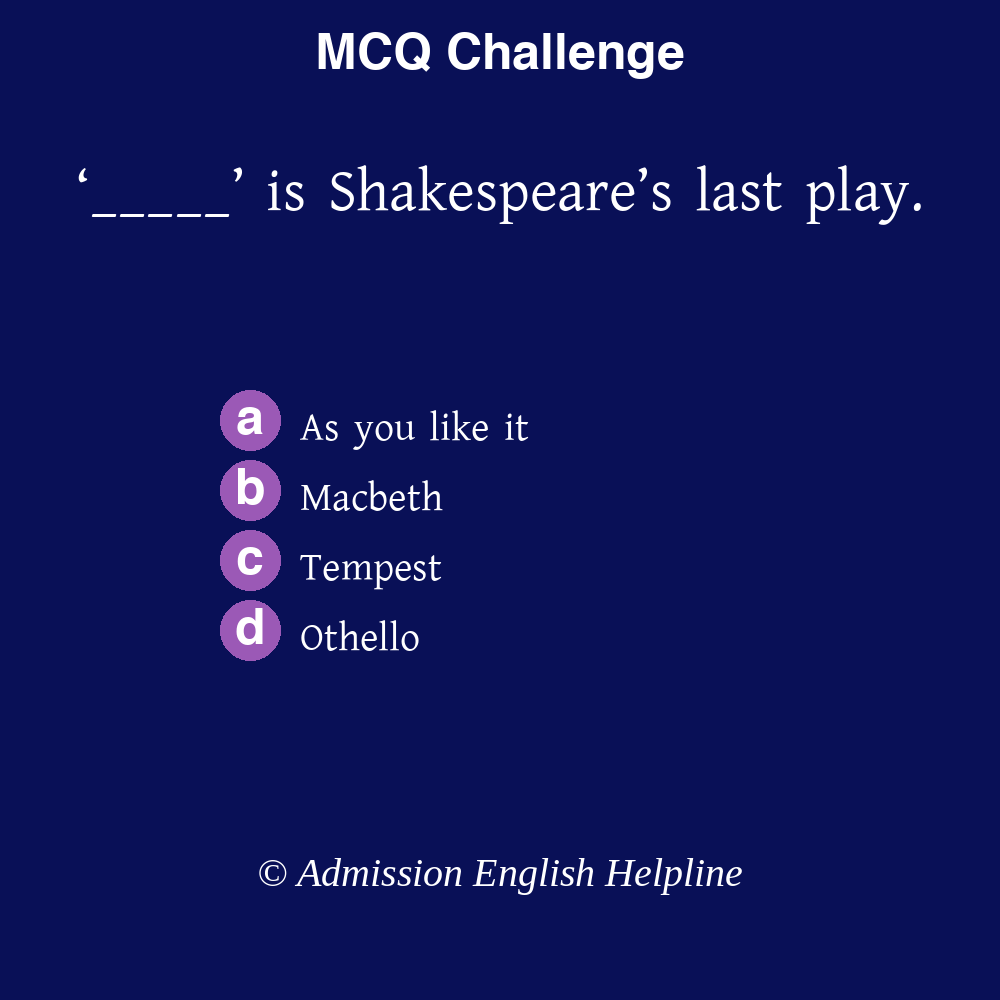 MCQ Challenge
‘_____’ is Shakespeare’s last play.
a As you like it
b Macbeth
c Tempest
d Othello
© Admission English Helpline